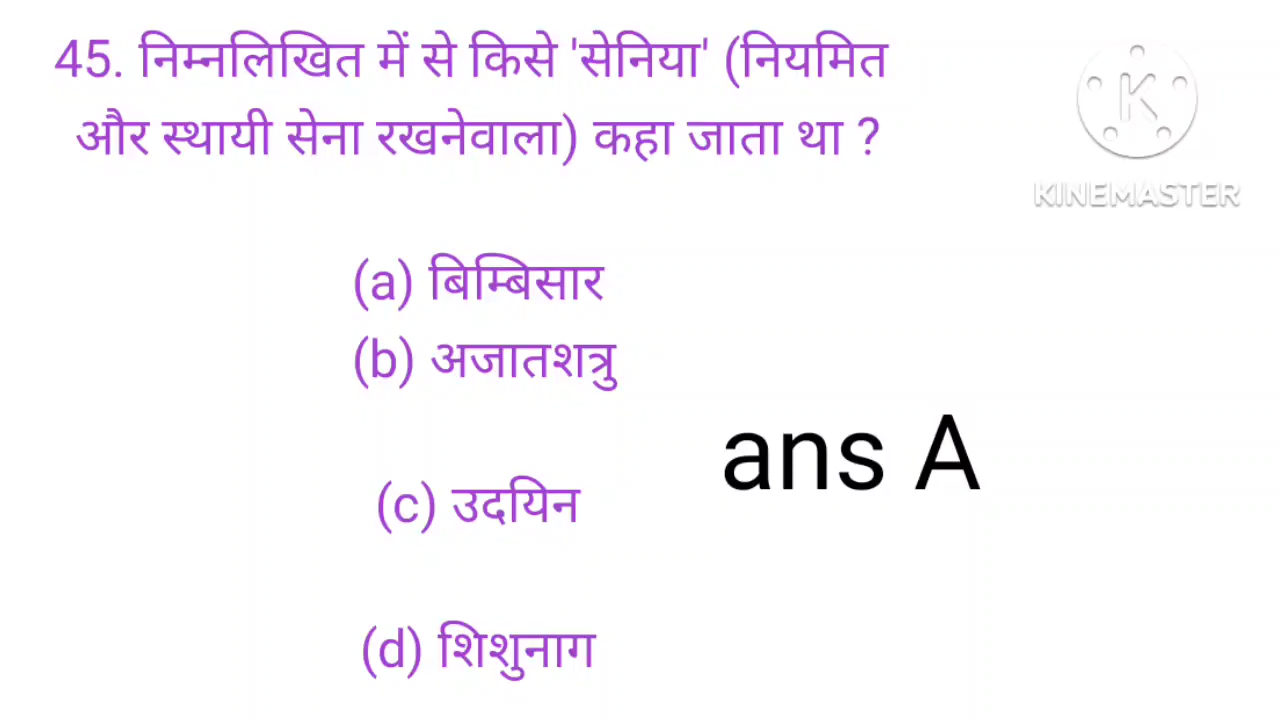 45. निम्नलिखित में से किसे 'सेनिया' (नियमित
और स्थायी सेना रखनेवाला) कहा जाता था ?
K
KINEMASTER
(a) बिम्बिसार
(b) अजातशत्रु
ans A
(c) उदयिन
(d) शिशुनाग